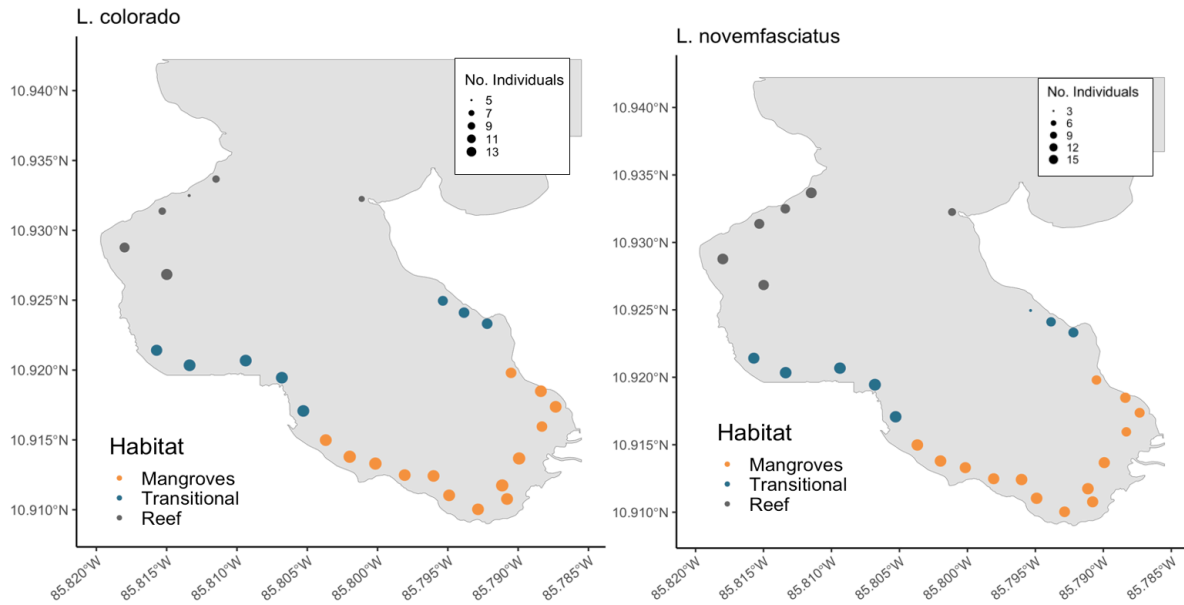 L. colorado
No. Individuals
5
7
9
11
13
10.940°N
10.935°N
10.930°N
10.925°N
10.920°N
10.915°N
10.910°N
Habitat
Mangroves
Transitional
Reef
85.820°W
85.815°W
85.810°W
85.805°W
85.800°W
85.795°W
85.790°W
85.785°W
L. novemfasciatus
No. Individuals
3
6
9
12
15
10.940°N
10.935°N
10.930°N
10.925°N
10.920°N
10.915°N
10.910°N
Habitat
Mangroves
Transitional
Reef
85.820°W
85.815°W
85.810°W
85.805°W
85.800°W
85.795°W
85.790°W
85.785°W